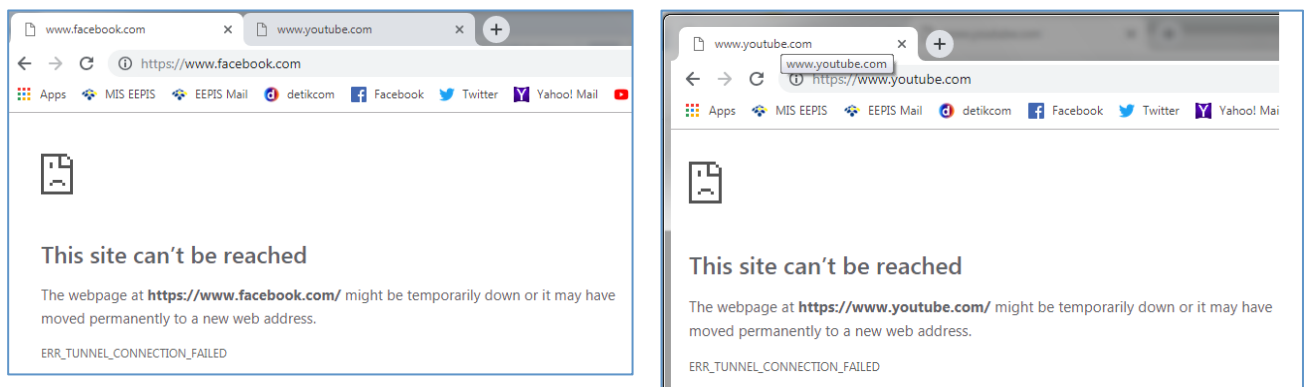 www.facebook.com
www.youtube.com
https://www.facebook.com
Apps MIS EEPIS EEPIS Mail detikcom Facebook Twitter Yahoo! Mail
This site can't be reached
The webpage at https://www.facebook.com/ might be temporarily down or it may have
moved permanently to a new web address.
ERR_TUNNEL_CONNECTION_FAILED
www.youtube.com
www.youtube.com
https://www.youtube.com
Apps MIS EEPIS EEPIS Mail detikcom Facebook Twitter Yahoo! Mai
This site can't be reached
The webpage at https://www.youtube.com/ might be temporarily down or it may have
moved permanently to a new web address.
ERR_TUNNEL_CONNECTION_FAILED